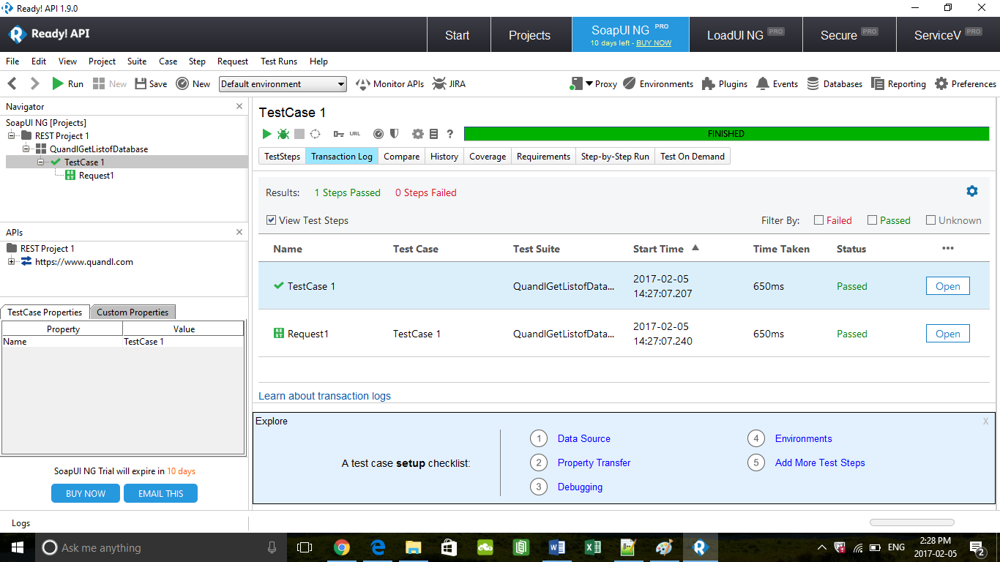 Ready! API 1.9.0
Ready! API
Start
Projects
SoapUI NG PRO
10 days left - BUY NOW
LoadUI NG PRO
Secure PRO
ServiceV PRO
File Edit View Project Suite Case Step Request Test Runs Help
Run New Save New Default environment Monitor APIs JIRA Proxy Environments Plugins Events Databases Reporting Preferences
Navigator
SoapUI NG [Projects]
REST Project 1
QuandlGetListofDatabase
TestCase 1
REST Request1
APIs
REST Project 1
https://www.quandl.com
TestCase Properties Custom Properties
Property Value
Name TestCase 1
SoapUI NG Trial will expire in 10 days
BUY NOW EMAIL THIS
TestCase 1
URL ? FINISHED
TestSteps Transaction Log Compare History Coverage Requirements Step-by-Step Run Test On Demand
Results: 1 Steps Passed 0 Steps Failed
View Test Steps Filter By: Failed Passed Unknown
Name Test Case Test Suite Start Time Time Taken Status •••
TestCase 1 QuandlGetListofData... 2017-02-05 14:27:07.207 650ms Passed Open
REST Request1 TestCase 1 QuandlGetListofData... 2017-02-05 14:27:07.240 650ms Passed Open
Learn about transaction logs
Explore X
A test case setup checklist:
1 Data Source
2 Property Transfer
3 Debugging
4 Environments
5 Add More Test Steps
Logs
Ask me anything
ENG
2:28 PM
2017-02-05
2